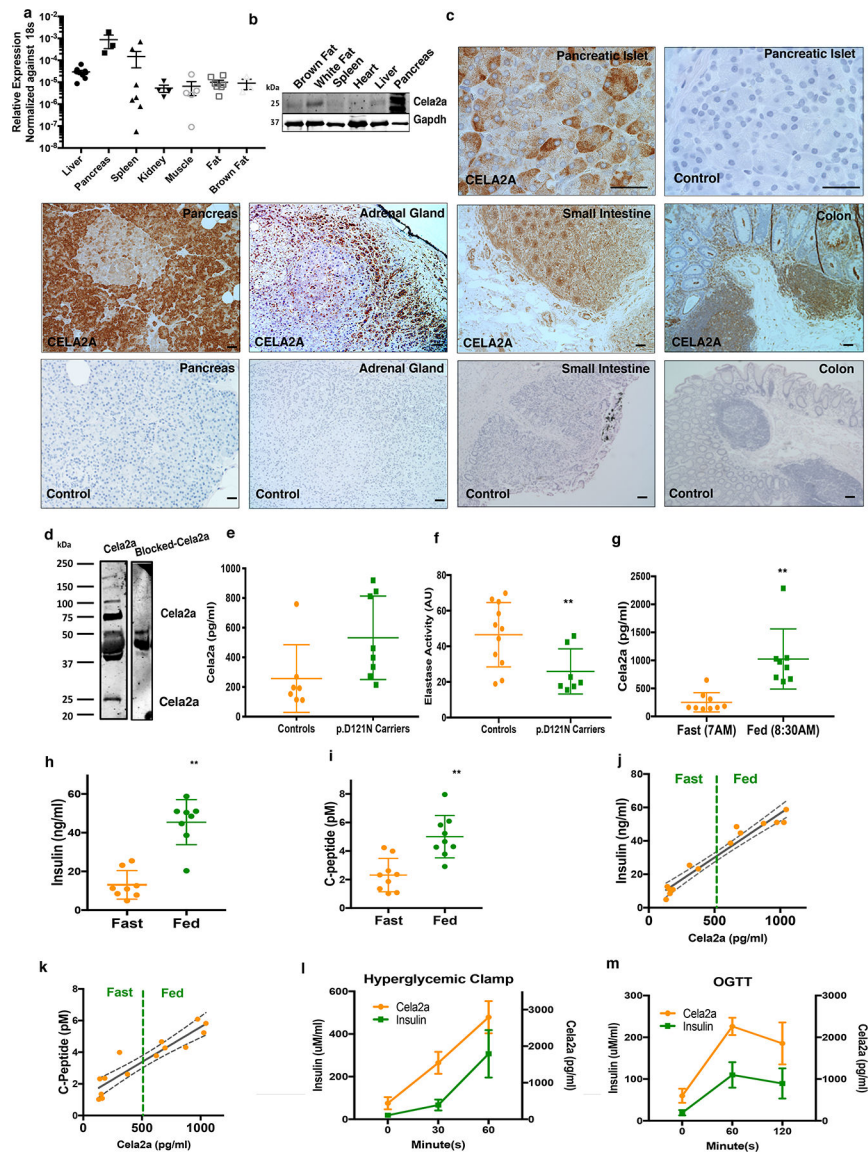 a
Relative Expression
Normalized against 18s
10-2
10-3
10-4
10-5
10-6
10-7
10-8
Liver
Pancreas
Spleen
Kidney
Muscle
Fat
Brown Fat
b
Brown Fat
White Fat
Spleen
Heart
Liver
Pancreas
kDa
25
Cela2a
37
Gapdh
c
Pancreatic Islet
CELA2A
Pancreatic Islet
Control
Pancreas
CELA2A
Adrenal Gland
CELA2A
Small Intestine
CELA2A
Colon
CELA2A
Pancreas
Control
Adrenal Gland
Control
Small Intestine
Control
Colon
Control
d
kDa
Cela2a
Blocked-Cela2a
250
150
100
75
50
37
25
20
Cela2a
Cela2a
e
Cela2a (pg/ml)
1000
800
600
400
200
0
Controls
p.D121N Carriers
f
Elastase Activity (AU)
80
60
40
20
0
**
Controls
p.D121N Carriers
g
Cela2a (pg/ml)
2500
2000
1500
1000
500
0
**
Fast (7AM)
Fed (8:30AM)
h
Insulin (ng/ml)
60
40
20
0
**
Fast
Fed
i
C-peptide (pM)
8
6
4
2
0
**
Fast
Fed
j
Insulin (ng/ml)
80
60
40
20
0
Fast
Fed
0
500
1000
Cela2a (pg/ml)
k
C-Peptide (pM)
8
6
4
2
0
Fast
Fed
0
500
1000
Cela2a (pg/ml)
l
Hyperglycemic Clamp
Insulin (uM/ml)
600
400
200
0
Cela2a
Insulin
3000
2000
1000
0
Cela2a (pg/ml)
0
30
60
Minute(s)
m
OGTT
Insulin (uM/ml)
300
200
100
0
Cela2a
Insulin
3000
2000
1000
0
Cela2a (pg/ml)
0
60
120
Minute(s)